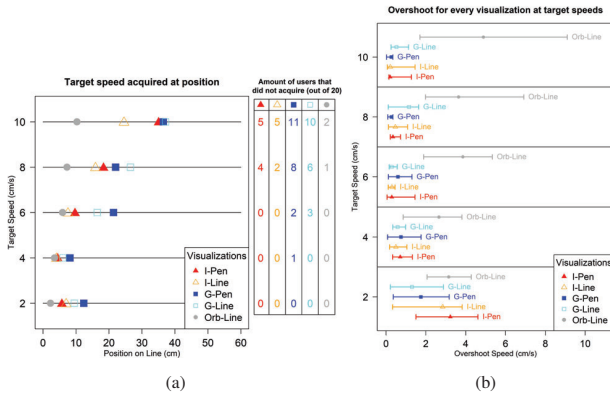 Overshoot for every visualization at target speeds
Target speed acquired at position
Amount of users that
did not acquire (out of 20)
Target Speed (cm/s)
10
8
6
4
2
5 5 11 10 2
4 2 8 6 1
0 0 2 3 0
0 0 1 0 0
0 0 0 0 0
Visualizations
I-Pen
I-Line
G-Pen
G-Line
Orb-Line
0 10 20 30 40 50 60
Position on Line (cm)
(a)
Target Speed (cm/s)
10
Orb-Line
G-Line
G-Pen
I-Line
I-Pen
8
Orb-Line
G-Line
G-Pen
I-Line
I-Pen
6
Orb-Line
G-Line
G-Pen
I-Line
I-Pen
4
Orb-Line
G-Line
G-Pen
I-Line
I-Pen
2
Orb-Line
G-Line
G-Pen
I-Line
I-Pen
Visualizations
I-Pen
I-Line
G-Pen
G-Line
Orb-Line
0 2 4 6 8 10
Overshoot Speed (cm/s)
(b)